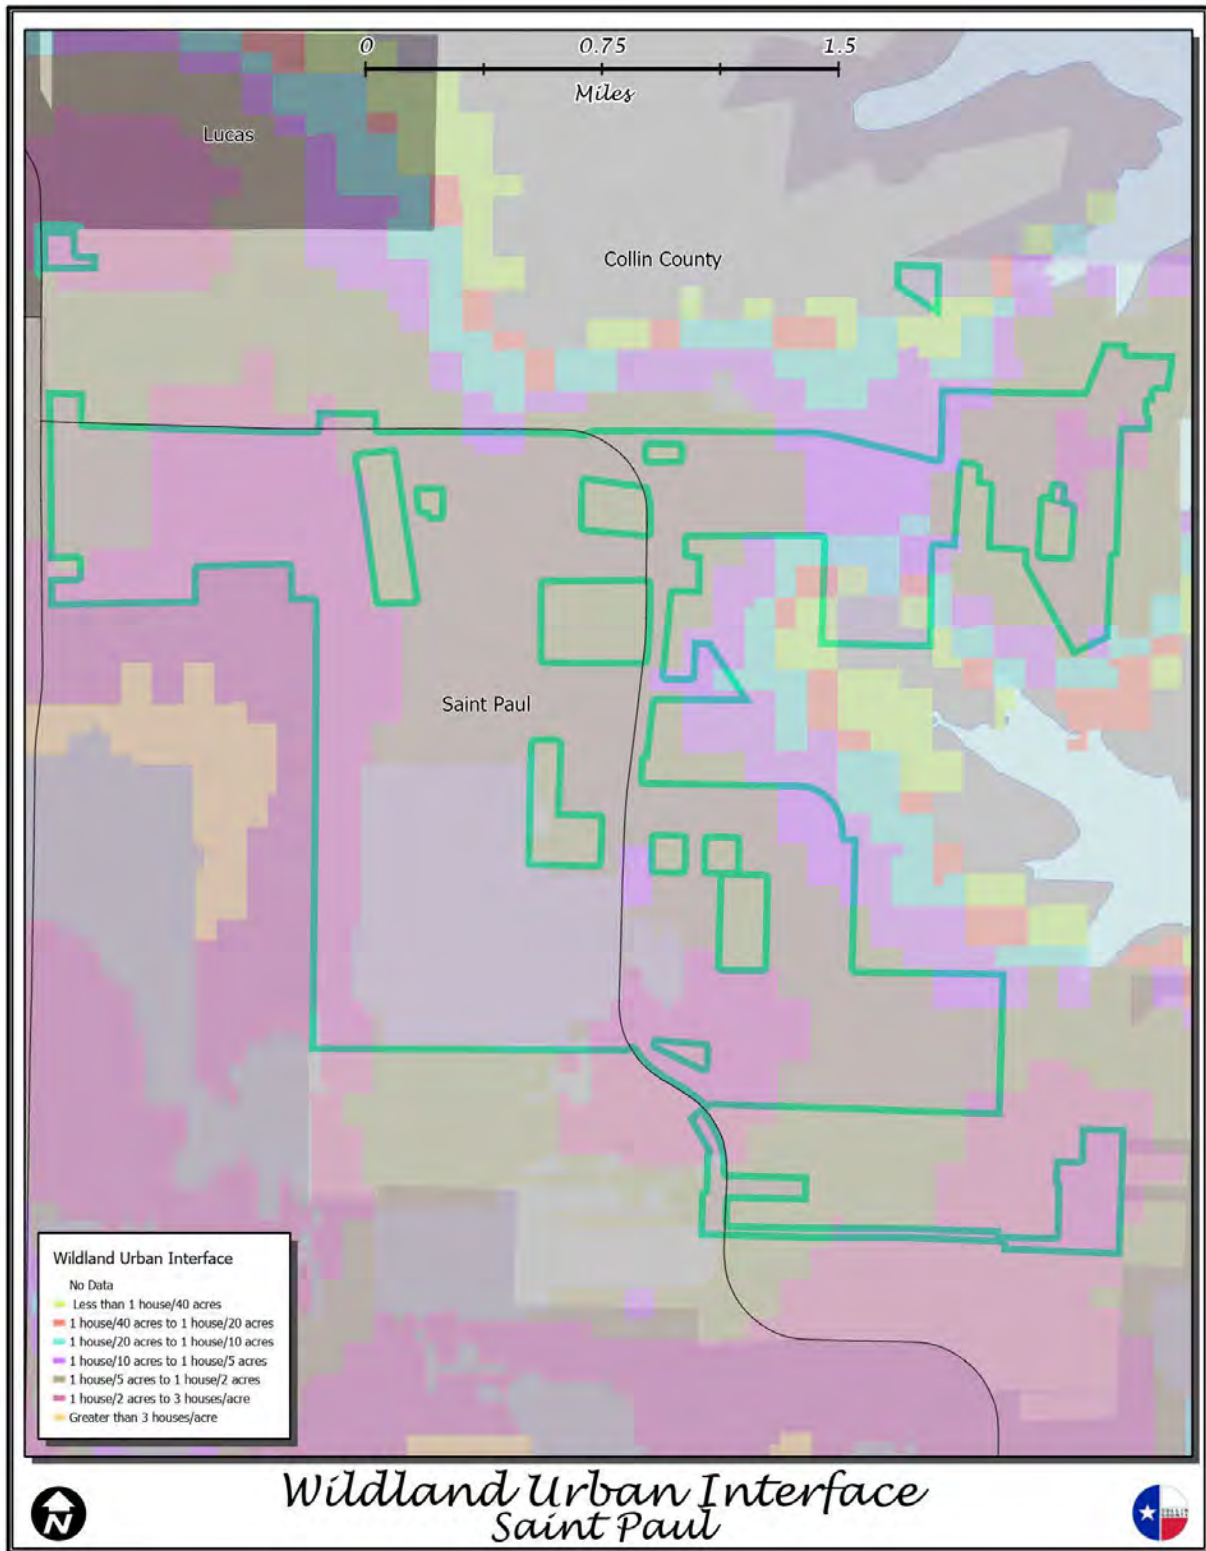 0 0.75 1.5
Miles
Lucas
Collin County
Saint Paul
Wildland Urban Interface
No Data
Less than 1 house/40 acres
1 house/40 acres to 1 house/20 acres
1 house/20 acres to 1 house/10 acres
1 house/10 acres to 1 house/5 acres
1 house/5 acres to 1 house/2 acres
1 house/2 acres to 3 houses/acre
Greater than 3 houses/acre
Wildland Urban Interface
Saint Paul
N